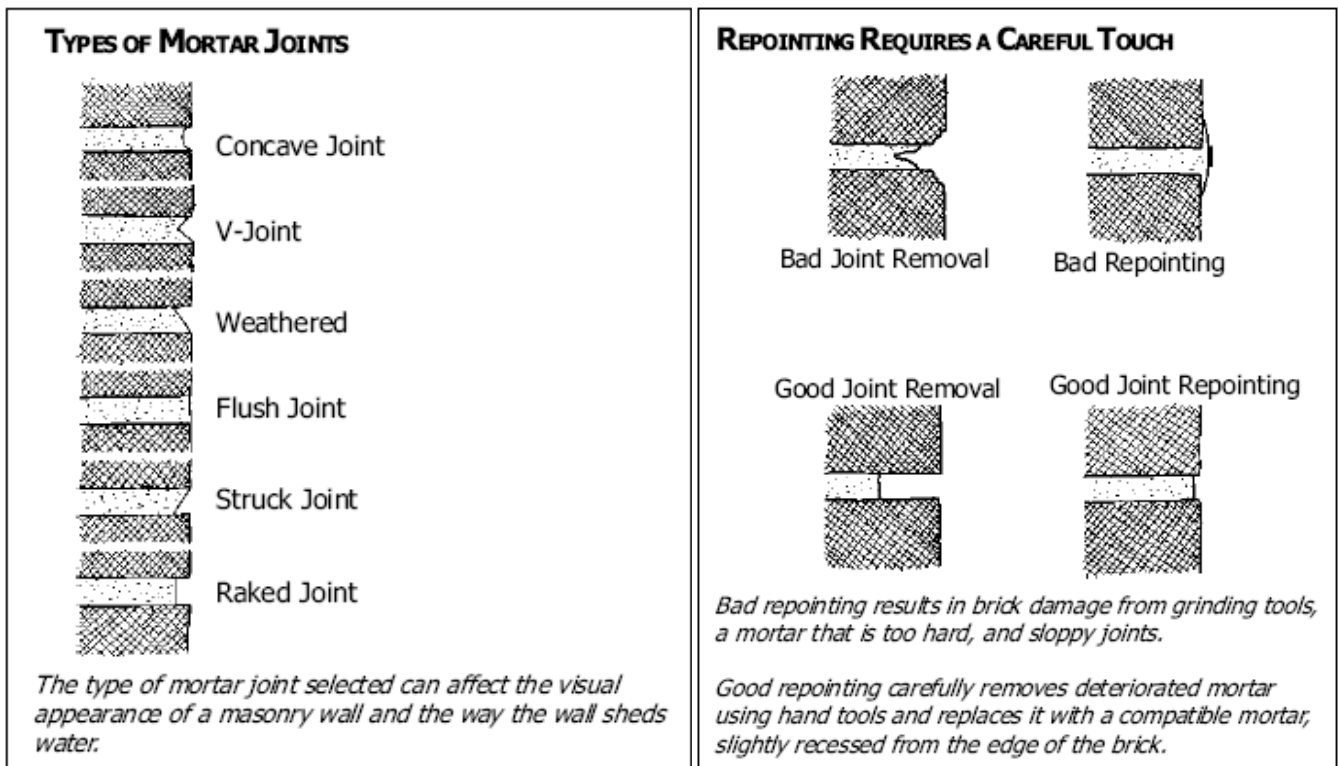 TYPES OF MORTAR JOINTS
Concave Joint
V-Joint
Weathered
Flush Joint
Struck Joint
Raked Joint
The type of mortar joint selected can affect the visual
appearance of a masonry wall and the way the wall sheds
water.
REPOINTING REQUIRES A CAREFUL TOUCH
Bad Joint Removal
Bad Repointing
Good Joint Removal
Good Joint Repointing
Bad repointing results in brick damage from grinding tools,
a mortar that is too hard, and sloppy joints.
Good repointing carefully removes deteriorated mortar
using hand tools and replaces it with a compatible mortar,
slightly recessed from the edge of the brick.